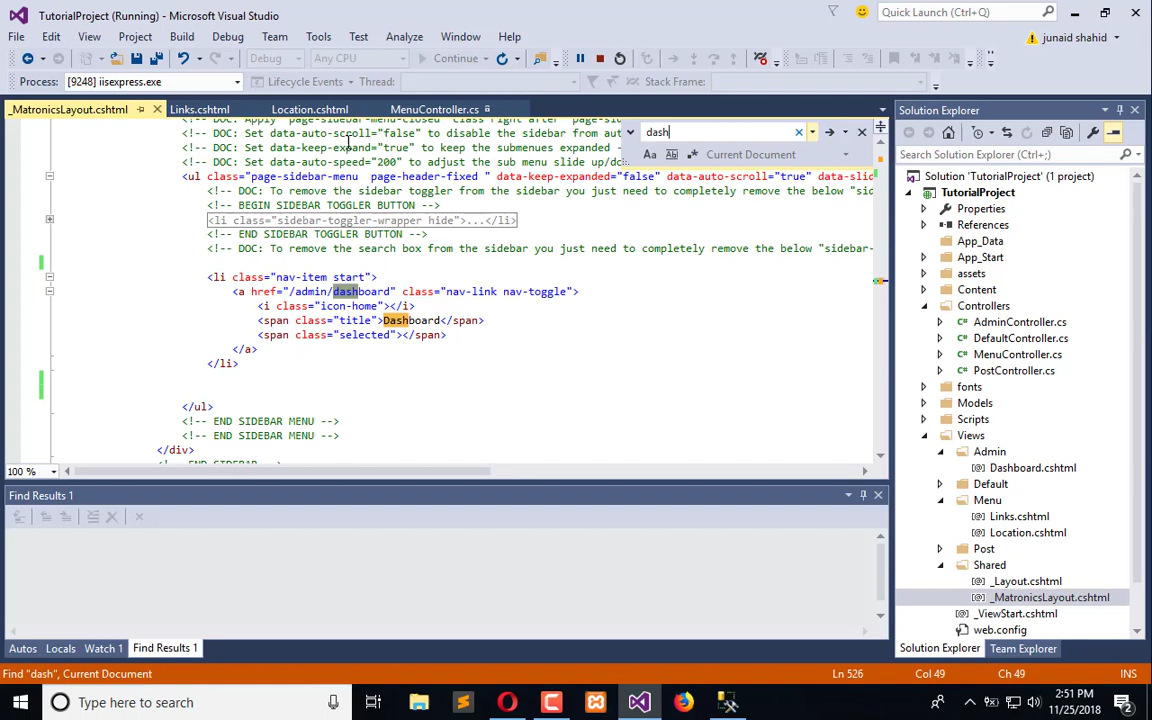 TutorialProject (Running) - Microsoft Visual Studio
Quick Launch (Ctrl+Q)
File Edit View Project Build Debug Team Tools Test Analyze Window Help
junaid shahid
Debug Any CPU Continue
Process: [9248] iisexpress.exe Lifecycle Events Thread: Stack Frame:
_MatronicsLayout.cshtml Links.cshtml Location.cshtml MenuController.cs
dash
Aa Current Document
<!-- DOC: Set data-auto-scroll="false" to disable the sidebar from aut
<!-- DOC: Set data-keep-expand="true" to keep the submenues expanded -
<!-- DOC: Set data-auto-speed="200" to adjust the sub menu slide up/do
<ul class="page-sidebar-menu page-header-fixed " data-keep-expanded="false" data-auto-scroll="true" data-slid
<!-- DOC: To remove the sidebar toggler from the sidebar you just need to completely remove the below "sid
<!-- BEGIN SIDEBAR TOGGLER BUTTON -->
<li class="sidebar-toggler-wrapper hide">...</li>
<!-- END SIDEBAR TOGGLER BUTTON -->
<!-- DOC: To remove the search box from the sidebar you just need to completely remove the below "sidebar-
<li class="nav-item start">
<a href="/admin/dashboard" class="nav-link nav-toggle">
<i class="icon-home"></i>
<span class="title">Dashboard</span>
<span class="selected"></span>
</a>
</li>
</ul>
<!-- END SIDEBAR MENU -->
<!-- END SIDEBAR MENU -->
</div>
100 %
Find Results 1
Autos Locals Watch 1 Find Results 1
Solution Explorer
Search Solution Explorer (Ctrl+;)
Solution 'TutorialProject' (1 project)
TutorialProject
Properties
References
App_Data
App_Start
assets
Content
Controllers
AdminController.cs
DefaultController.cs
MenuController.cs
PostController.cs
fonts
Models
Scripts
Views
Admin
Dashboard.cshtml
Default
Menu
Links.cshtml
Location.cshtml
Post
Shared
_Layout.cshtml
_MatronicsLayout.cshtml
_ViewStart.cshtml
web.config
Solution Explorer Team Explorer
Find "dash", Current Document Ln 526 Col 49 Ch 49 INS
Type here to search
2:51 PM
11/25/2018
2